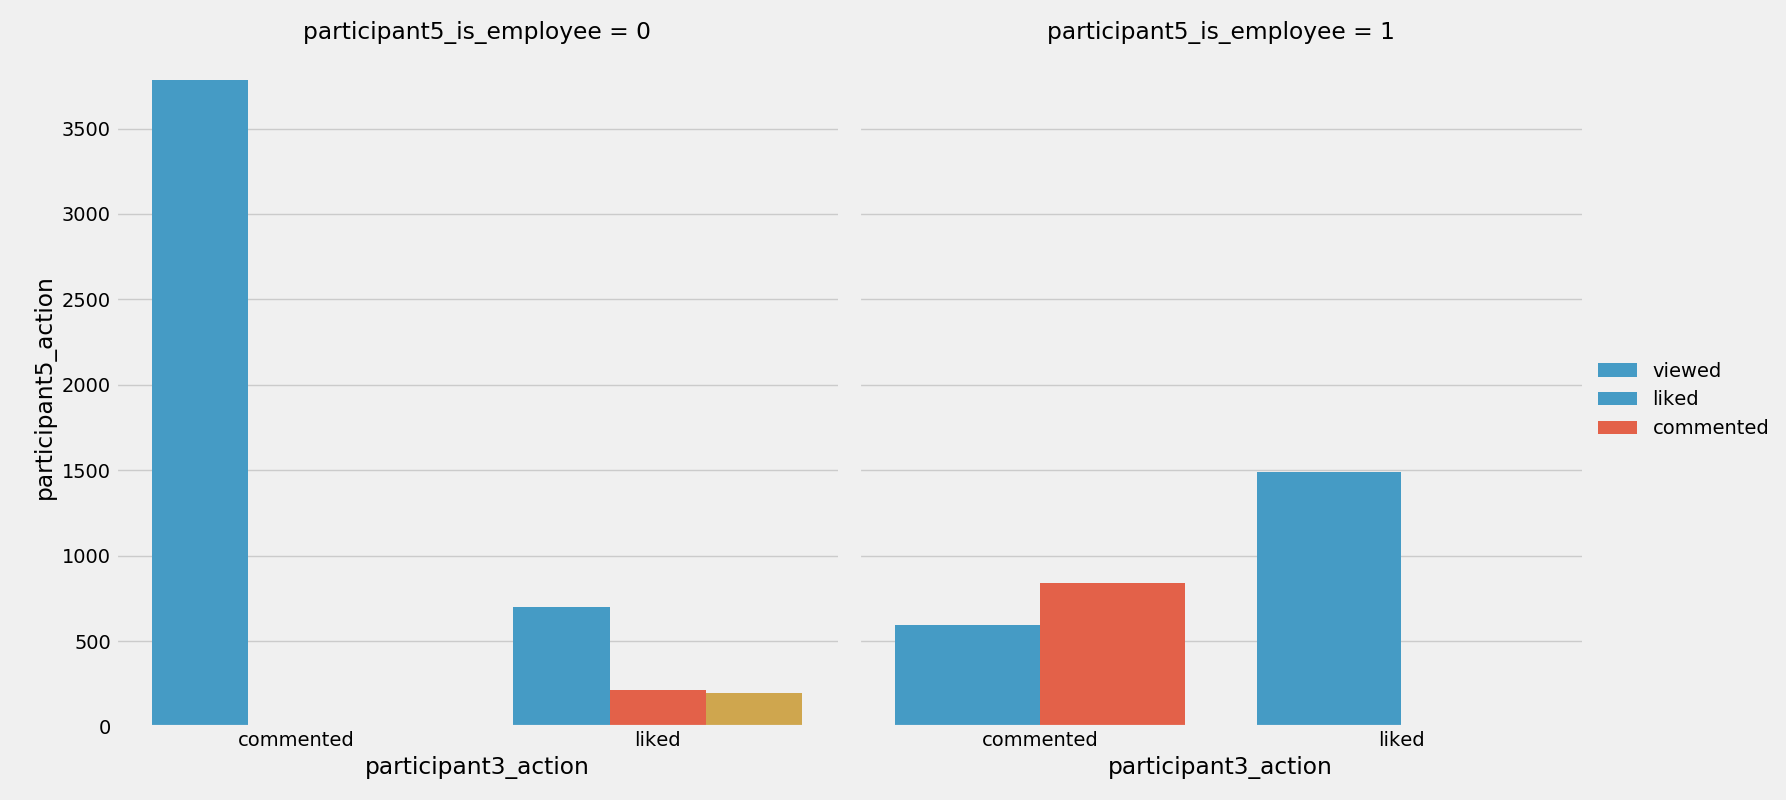 participant5_is_employee = 0
participant5_is_employee = 1
participant5_action
3500
3000
2500
2000
1500
1000
500
0
commented liked
commented liked
participant3_action
participant3_action
viewed
liked
commented